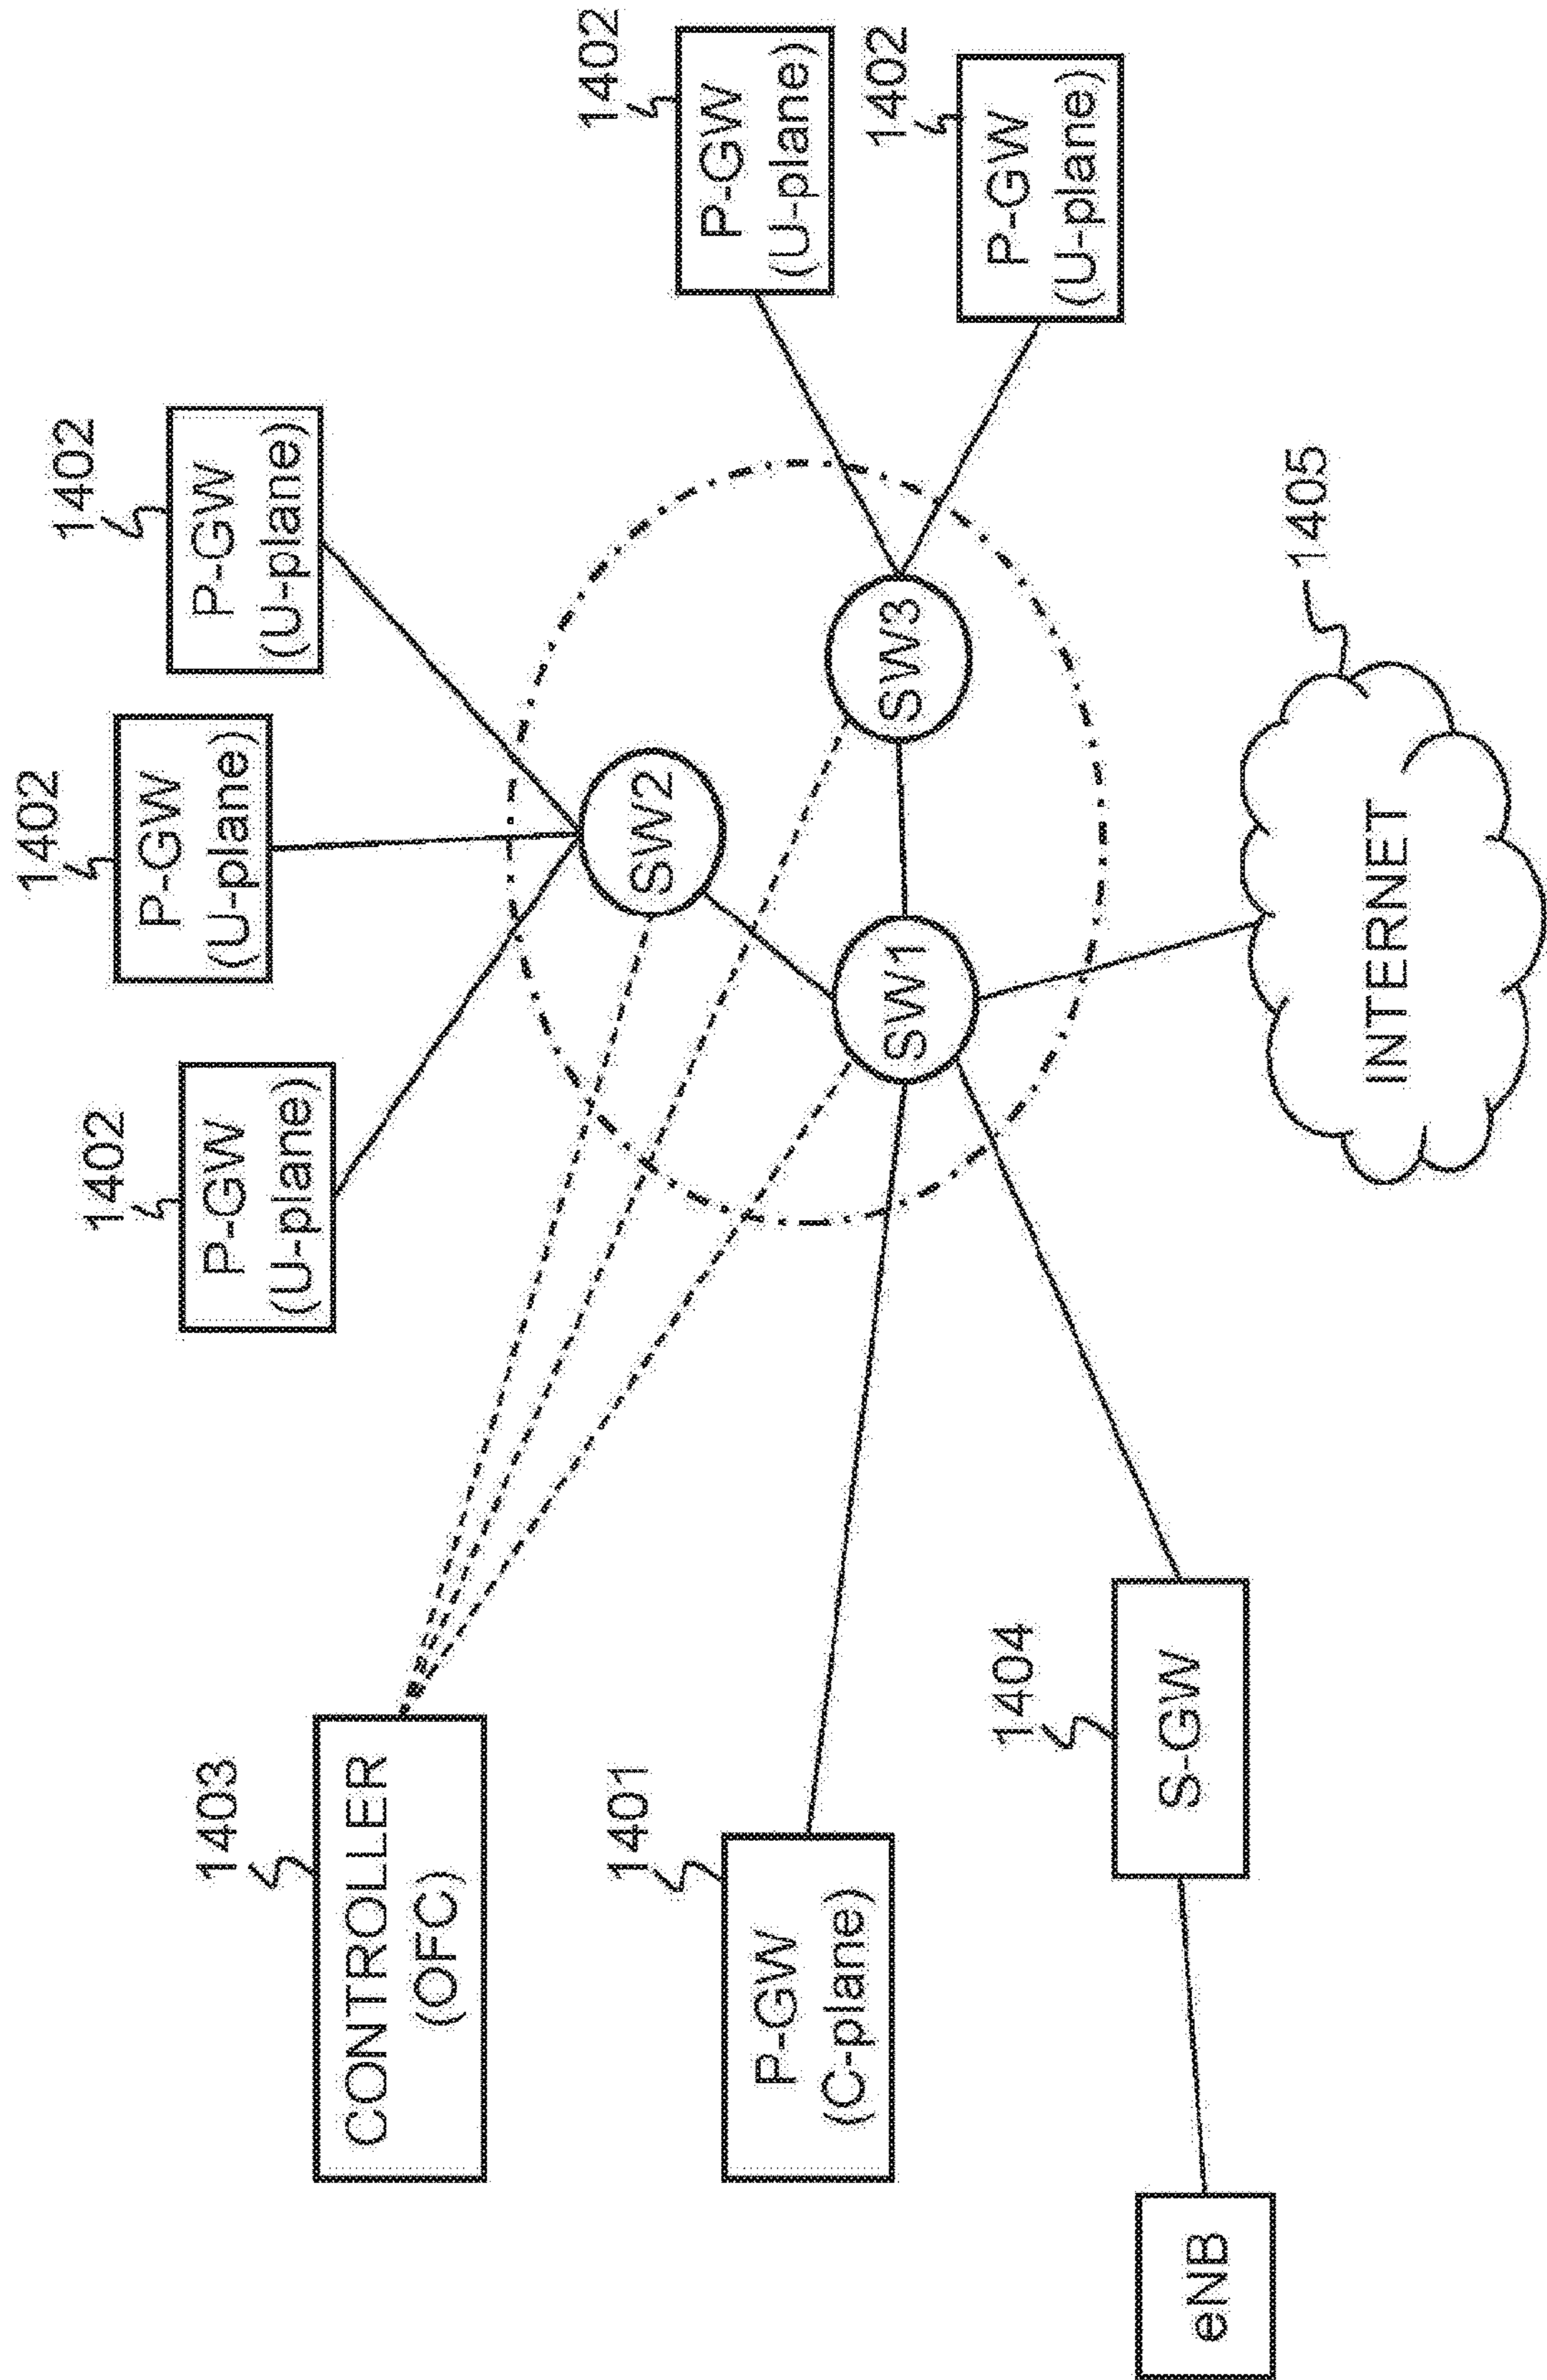 1402
P-GW
(U-plane)
1402
P-GW
(U-plane)
1402
P-GW
(U-plane)
1402
P-GW
(U-plane)
1402
P-GW
(U-plane)
1403
CONTROLLER
(OFC)
SW2
SW3
SW1
1401
P-GW
(C-plane)
1404
S-GW
eNB
1405
INTERNET